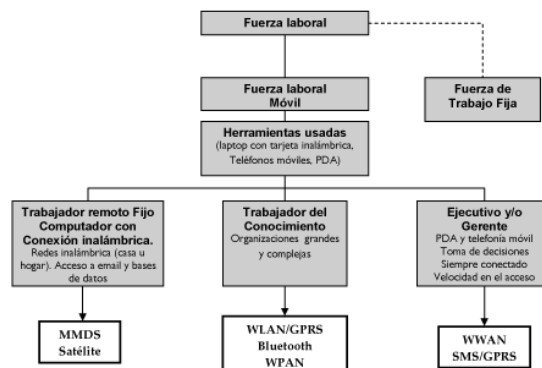 Fuerza laboral
Fuerza laboral
Móvil
Fuerza de
Trabajo Fija
Herramientas usadas
(laptop con tarjeta inalámbrica,
Teléfonos móviles, PDA)
Trabajador remoto Fijo
Computador con
Conexión inalámbrica.
Redes inalámbrica (casa u
hogar). Acceso a email y bases
de datos
Trabajador del
Conocimiento
Organizaciones grandes
y complejas
Ejecutivo y/o
Gerente
PDA y telefonía móvil
Toma de decisiones
Siempre conectado
Velocidad en el acceso
MMDS
Satélite
WLAN/GPRS
Bluetooth
WPAN
WWAN
SMS/GPRS